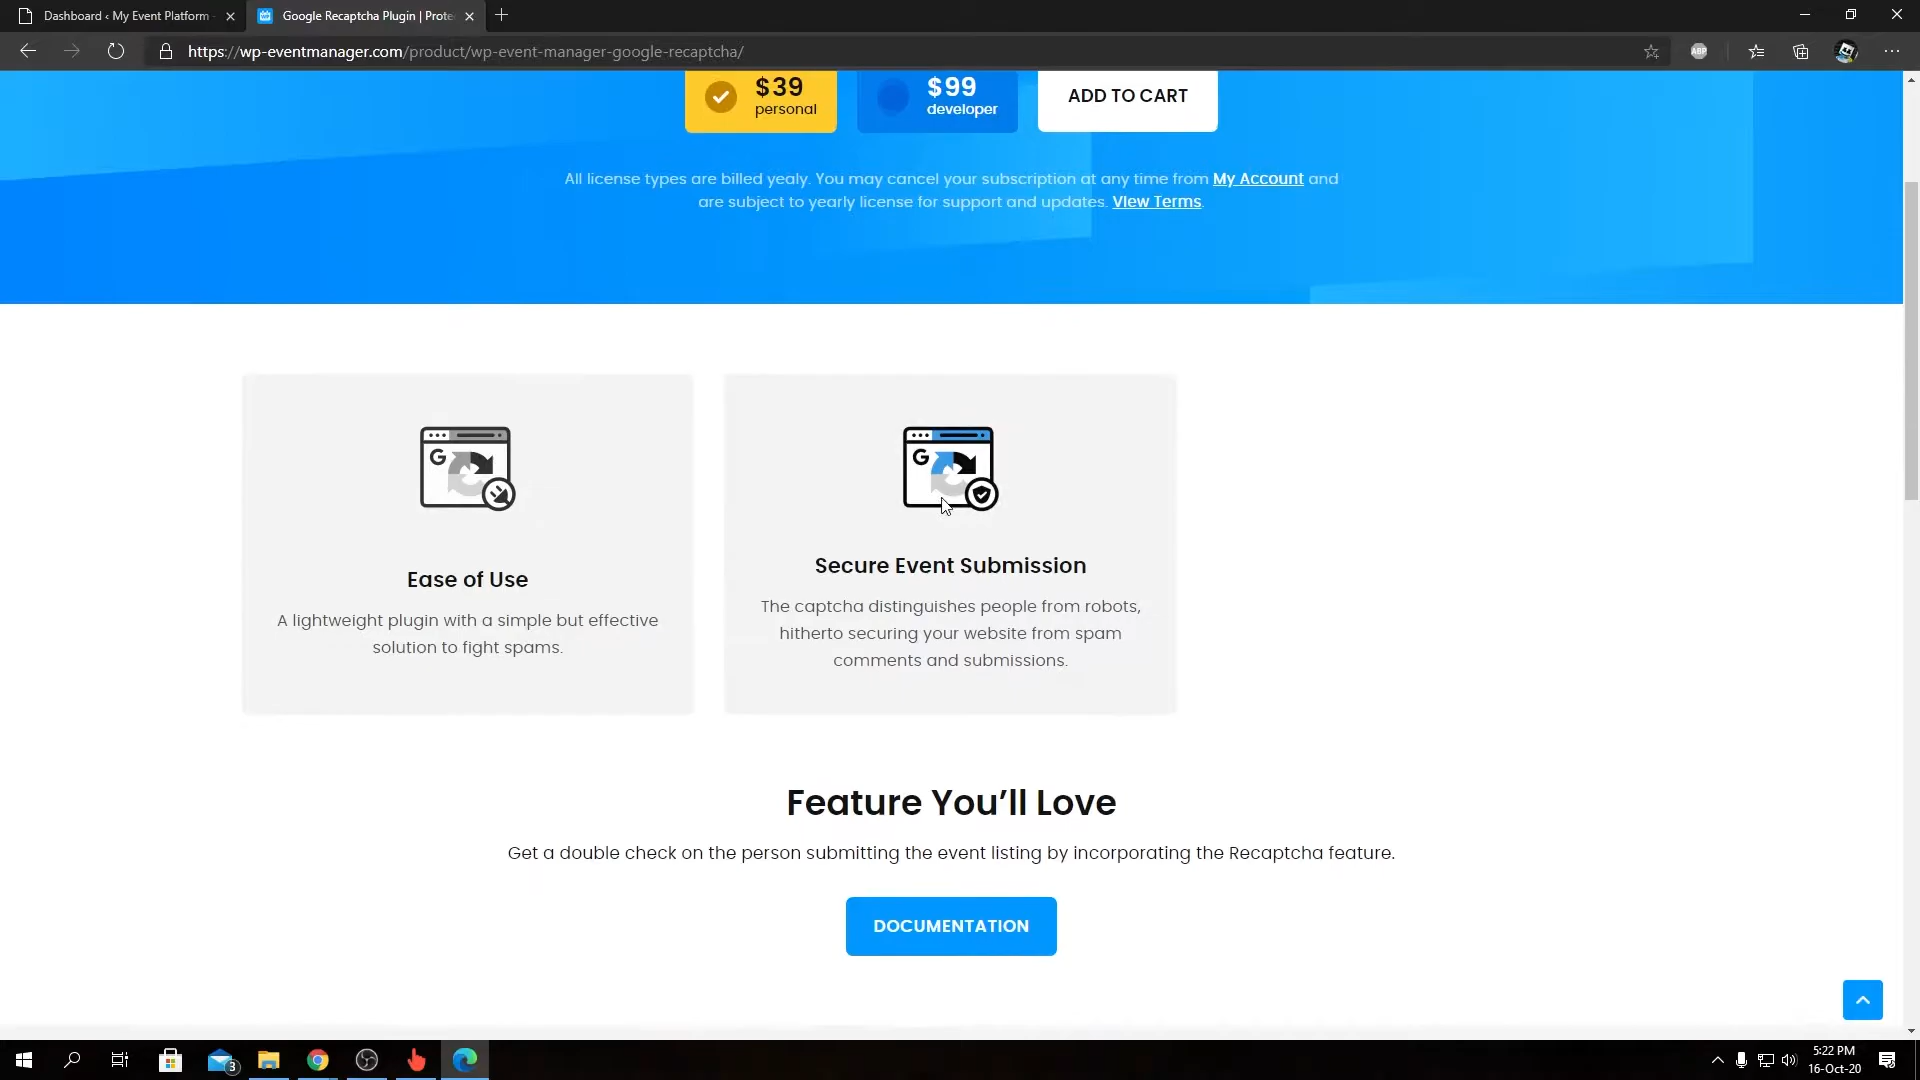 Dashboard ‹ My Event Platform
Google Recaptcha Plugin | Prote
https://wp-eventmanager.com/product/wp-event-manager-google-recaptcha/
ABP
$39
personal
$99
developer
ADD TO CART
All license types are billed yealy. You may cancel your subscription at any time from My Account and
are subject to yearly license for support and updates. View Terms.
G
G
Ease of Use
A lightweight plugin with a simple but effective
solution to fight spams.
Secure Event Submission
The captcha distinguishes people from robots,
hitherto securing your website from spam
comments and submissions.
Feature You’ll Love
Get a double check on the person submitting the event listing by incorporating the Recaptcha feature.
DOCUMENTATION
3
5:22 PM
16-Oct-20